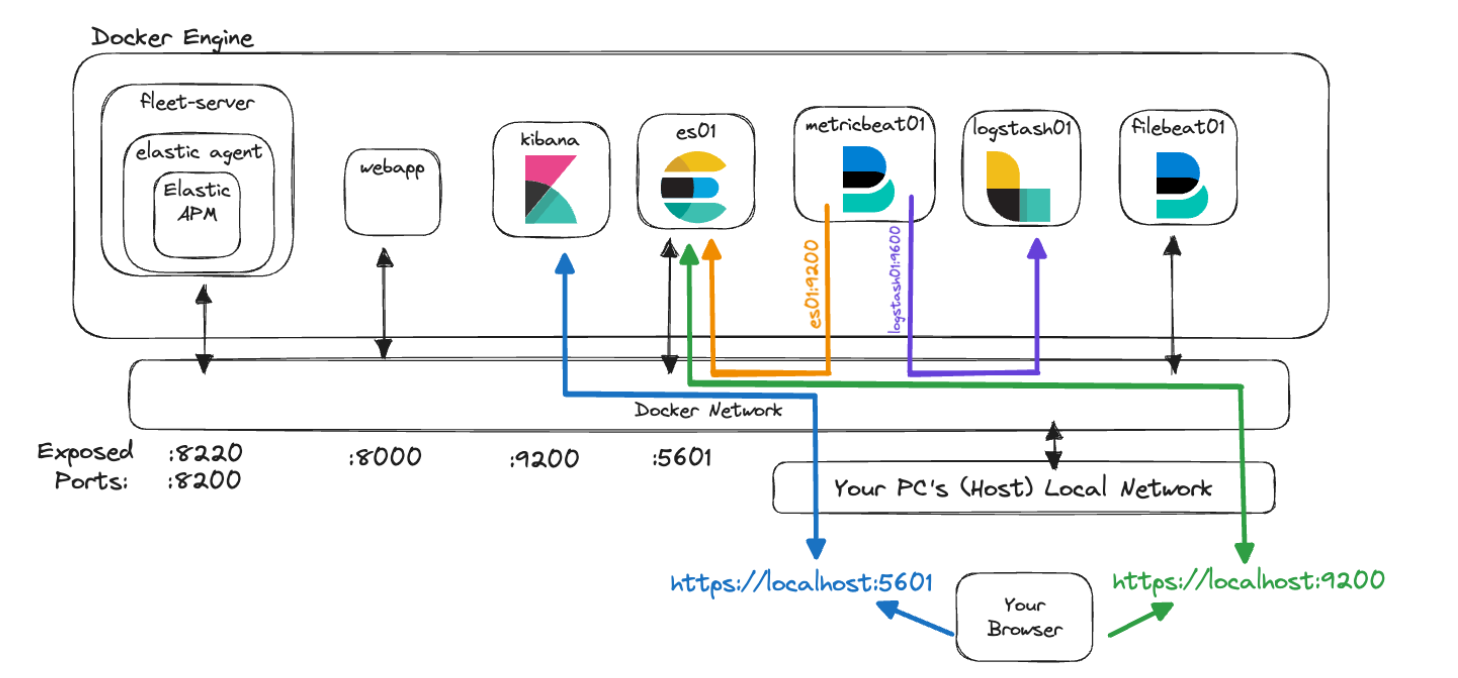 Docker Engine
fleet-server
elastic agent
Elastic
APM
webapp
kibana
es01
metricbeat01
logstash01
filebeat01
es01:9200
logstash01:9600
Docker Network
Exposed
Ports:
:8220
:8200
:8000
:9200
:5601
Your PC's (Host) Local Network
https://localhost:5601
Your
Browser
https://localhost:9200